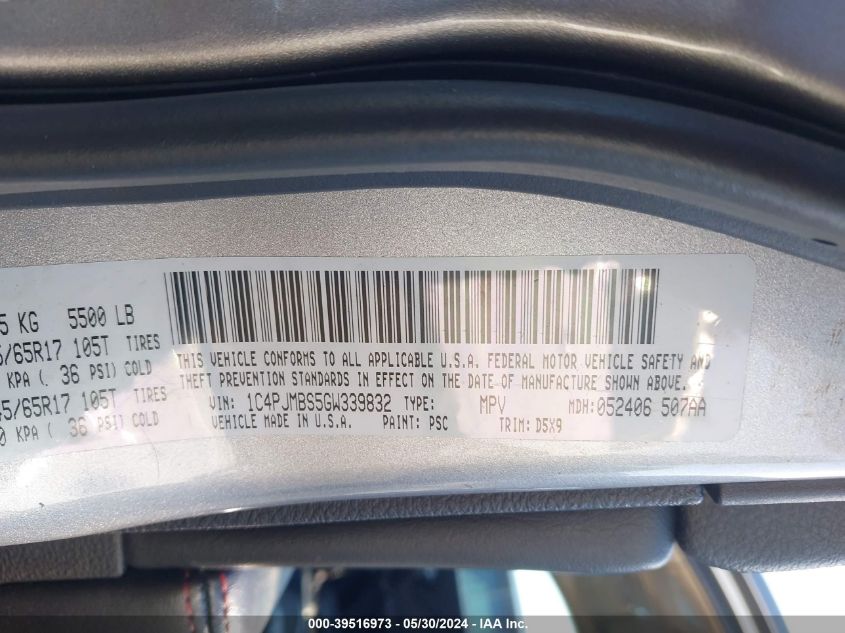 5 KG 5500 LB
5/65R17 105T TIRES
KPA ( . 36 PSI) COLD
5/65R17 105T TIRES
0 KPA ( 36 PSI) COLD
THIS VEHICLE CONFORMS TO ALL APPLICABLE U.S.A. FEDERAL MOTOR VEHICLE SAFETY AND
THEFT PREVENTION STANDARDS IN EFFECT ON THE DATE OF MANUFACTURE SHOWN ABOVE.
VIN: 1C4PJMBS5GW339832 TYPE: MPV MDH:052406 507AA
VEHICLE MADE IN U.S.A. PAINT: PSC TRIM: D5X9
000-39516973 - 05/30/2024 - IAA Inc.